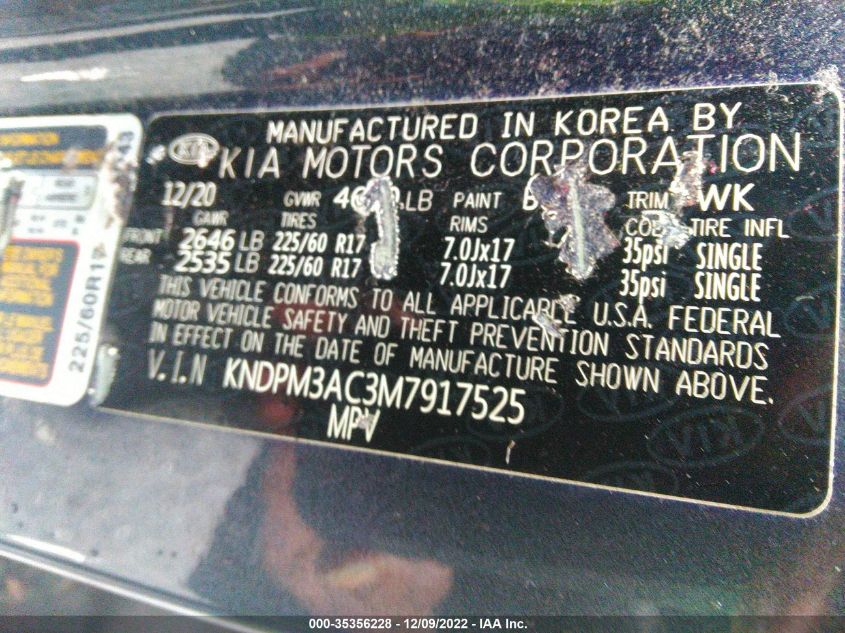 MANUFACTURED IN KOREA BY
KIA KIA MOTORS CORPORATION
12/20 GVWR LB PAINT TRIM WK
GAWR TIRES RIMS TIRE INFL
FRONT 2646 LB 225/60 R17 7.0Jx17 35psi SINGLE
REAR 2535 LB 225/60 R17 7.0Jx17 35psi SINGLE
THIS VEHICLE CONFORMS TO ALL APPLICABLE U.S.A. FEDERAL
MOTOR VEHICLE SAFETY AND THEFT PREVENTION STANDARDS
IN EFFECT ON THE DATE OF MANUFACTURE SHOWN ABOVE.
V.I.N KNDPM3AC3M7917525
MPV
225/60R17
000-35356228 - 12/09/2022 - IAA Inc.